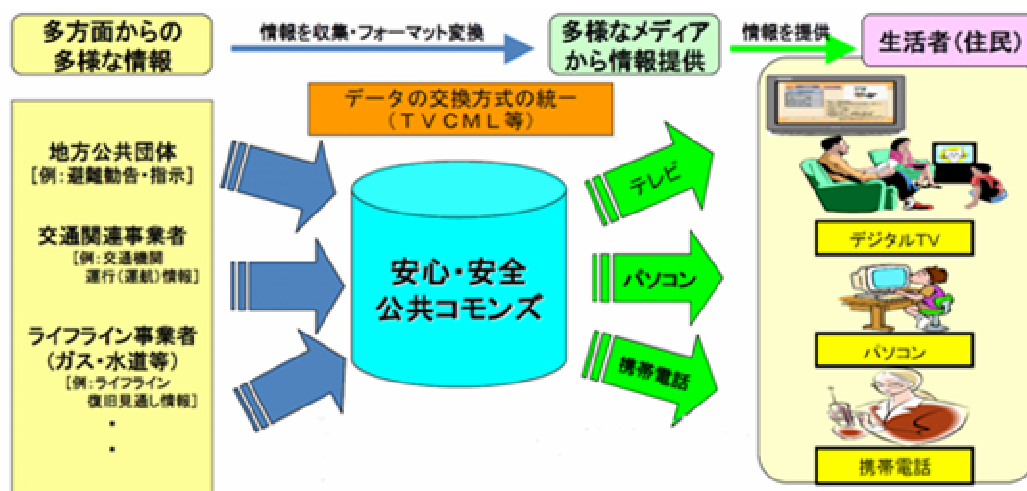 多方面からの
多様な情報
情報を収集・フォーマット変換
多様なメディア
から情報提供
情報を提供
生活者(住民)
データの交換方式の統一
(TVCML等)
地方公共団体
[例:避難勧告・指示]
交通関連事業者
[例:交通機関
運行(運航)情報]
ライフライン事業者
(ガス・水道等)
[例:ライフライン
復旧見通し情報]
・
・
安心・安全
公共コモンズ
テレビ
パソコン
携帯電話
デジタルTV
パソコン
携帯電話